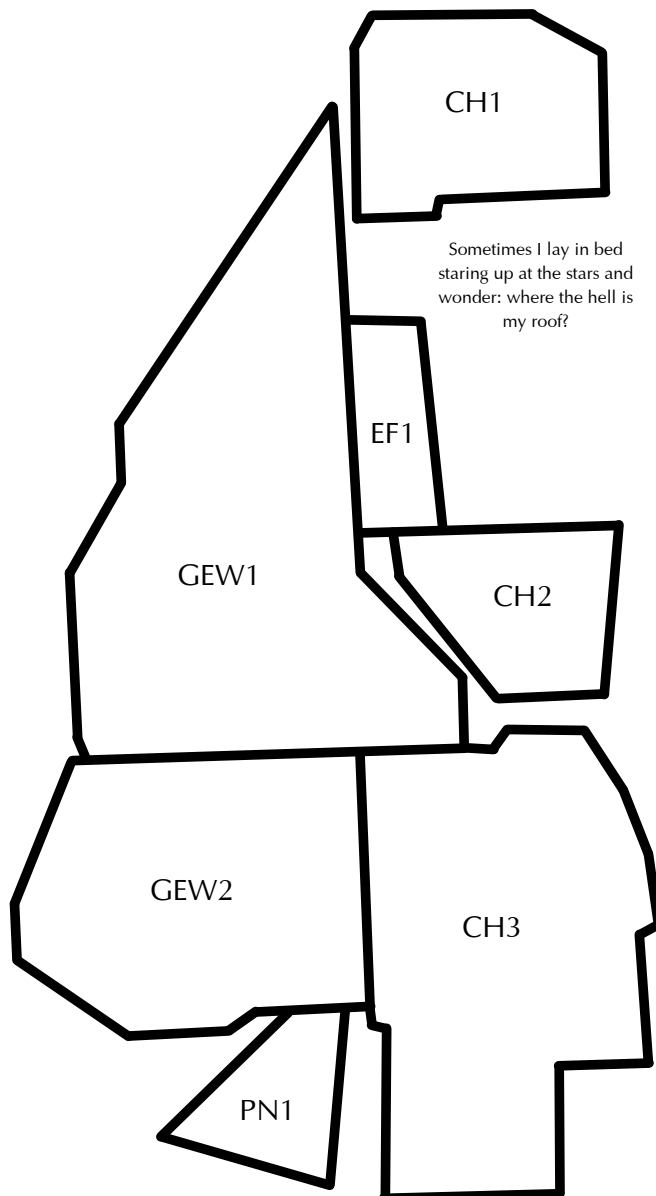 CH1
Sometimes I lay in bed
staring up at the stars and
wonder: where the hell is
my roof?
EF1
GEW1
CH2
GEW2
CH3
PN1